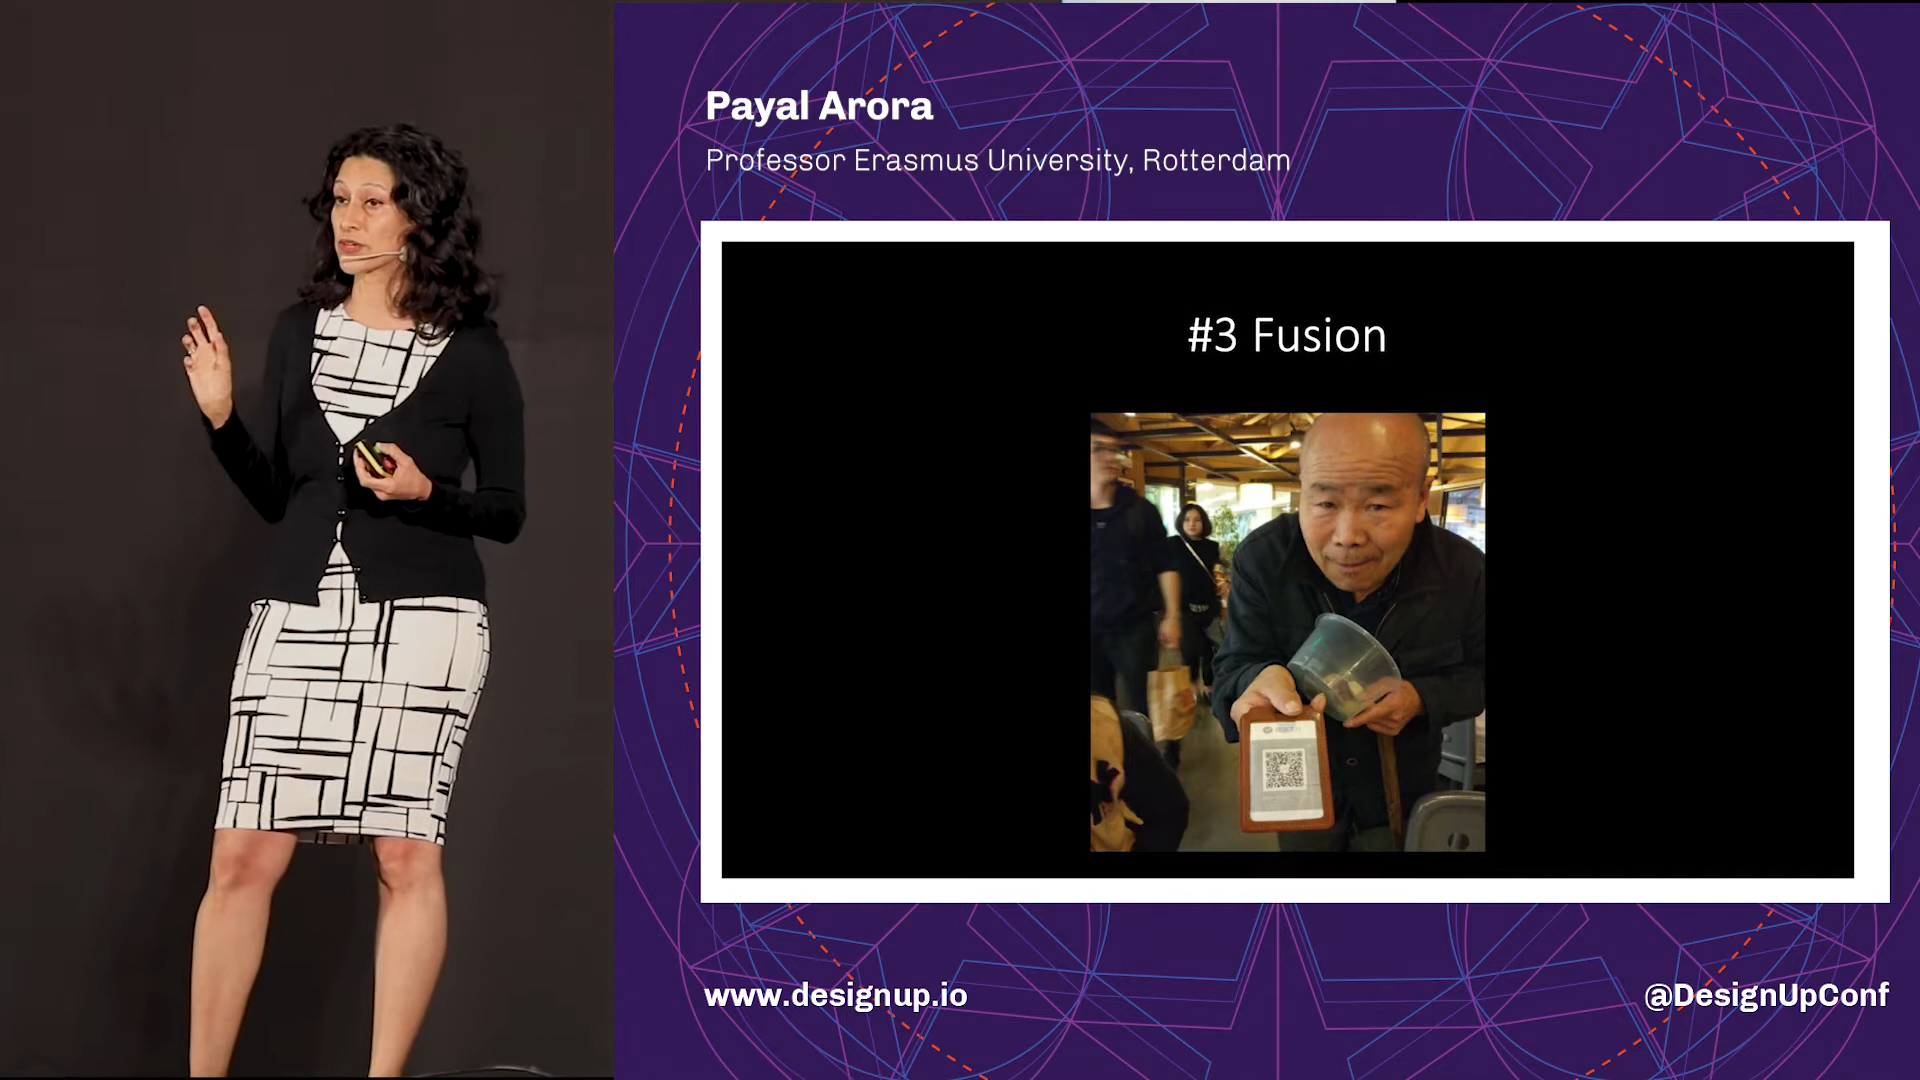 Payal Arora
Professor Erasmus University, Rotterdam
#3 Fusion
www.designup.io
@DesignUpConf